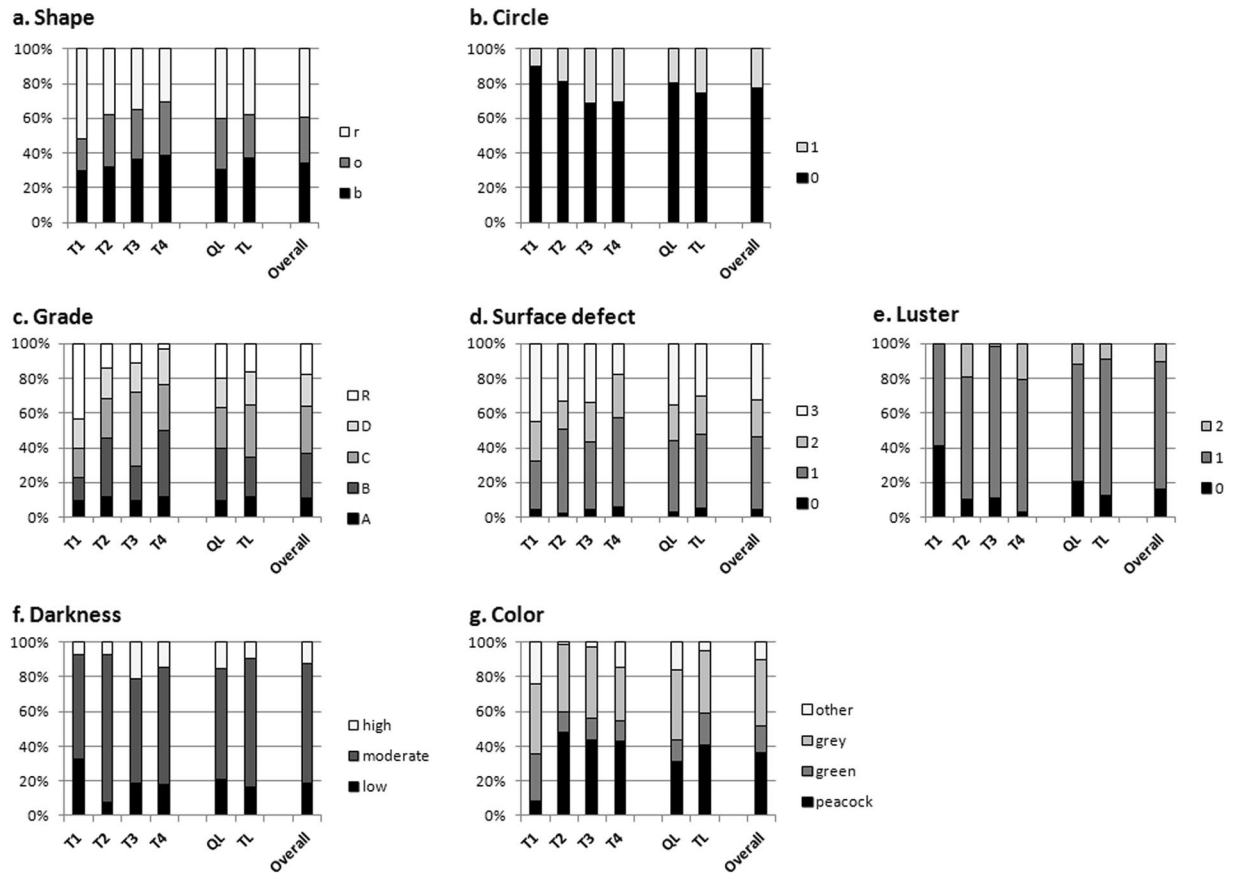 a. Shape
100%
80%
60%
40%
20%
0%
T1 T2 T3 T4 QL TL Overall
r
o
b
b. Circle
100%
80%
60%
40%
20%
0%
T1 T2 T3 T4 QL TL Overall
1
0
c. Grade
100%
80%
60%
40%
20%
0%
T1 T2 T3 T4 QL TL Overall
R
D
C
B
A
d. Surface defect
100%
80%
60%
40%
20%
0%
T1 T2 T3 T4 QL TL Overall
3
2
1
0
e. Luster
100%
80%
60%
40%
20%
0%
T1 T2 T3 T4 QL TL Overall
2
1
0
f. Darkness
100%
80%
60%
40%
20%
0%
T1 T2 T3 T4 QL TL Overall
high
moderate
low
g. Color
100%
80%
60%
40%
20%
0%
T1 T2 T3 T4 QL TL Overall
other
grey
green
peacock